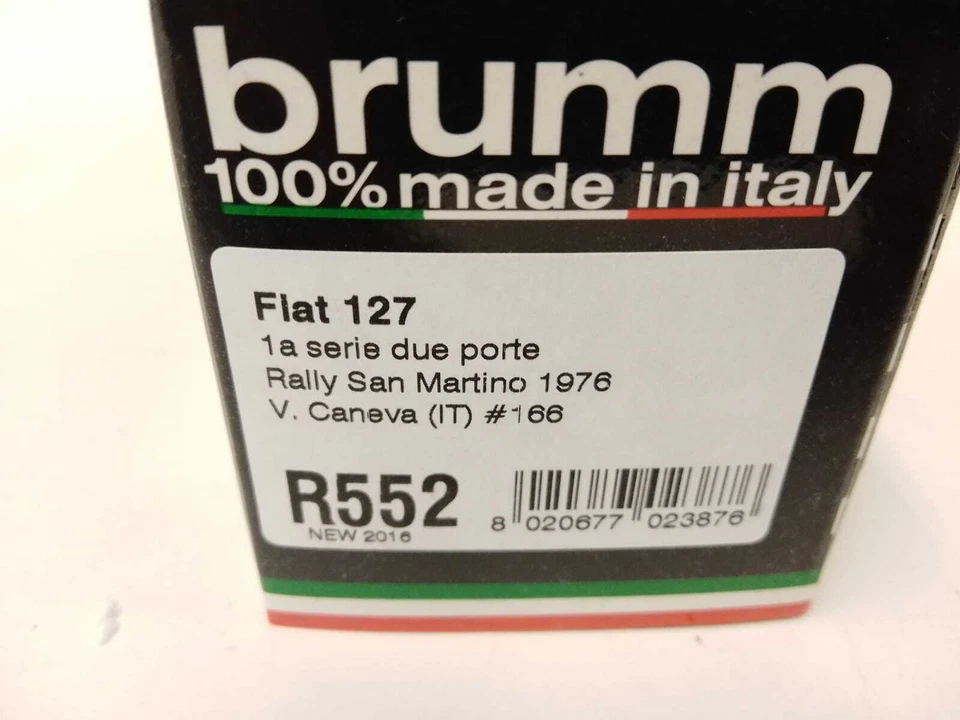 brumm
100% made in italy
Fiat 127
1a serie due porte
Rally San Martino 1976
V. Caneva (IT) #166
R552
NEW 2016
8 020677 023876